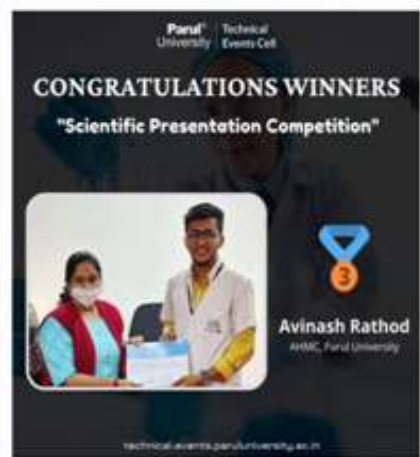 Parul® Technical
University Events Cell
CONGRATULATIONS WINNERS
"Scientific Presentation Competition"
3
Avinash Rathod
AHMC, Parul University
technical.events.paruluniversity.ac.in